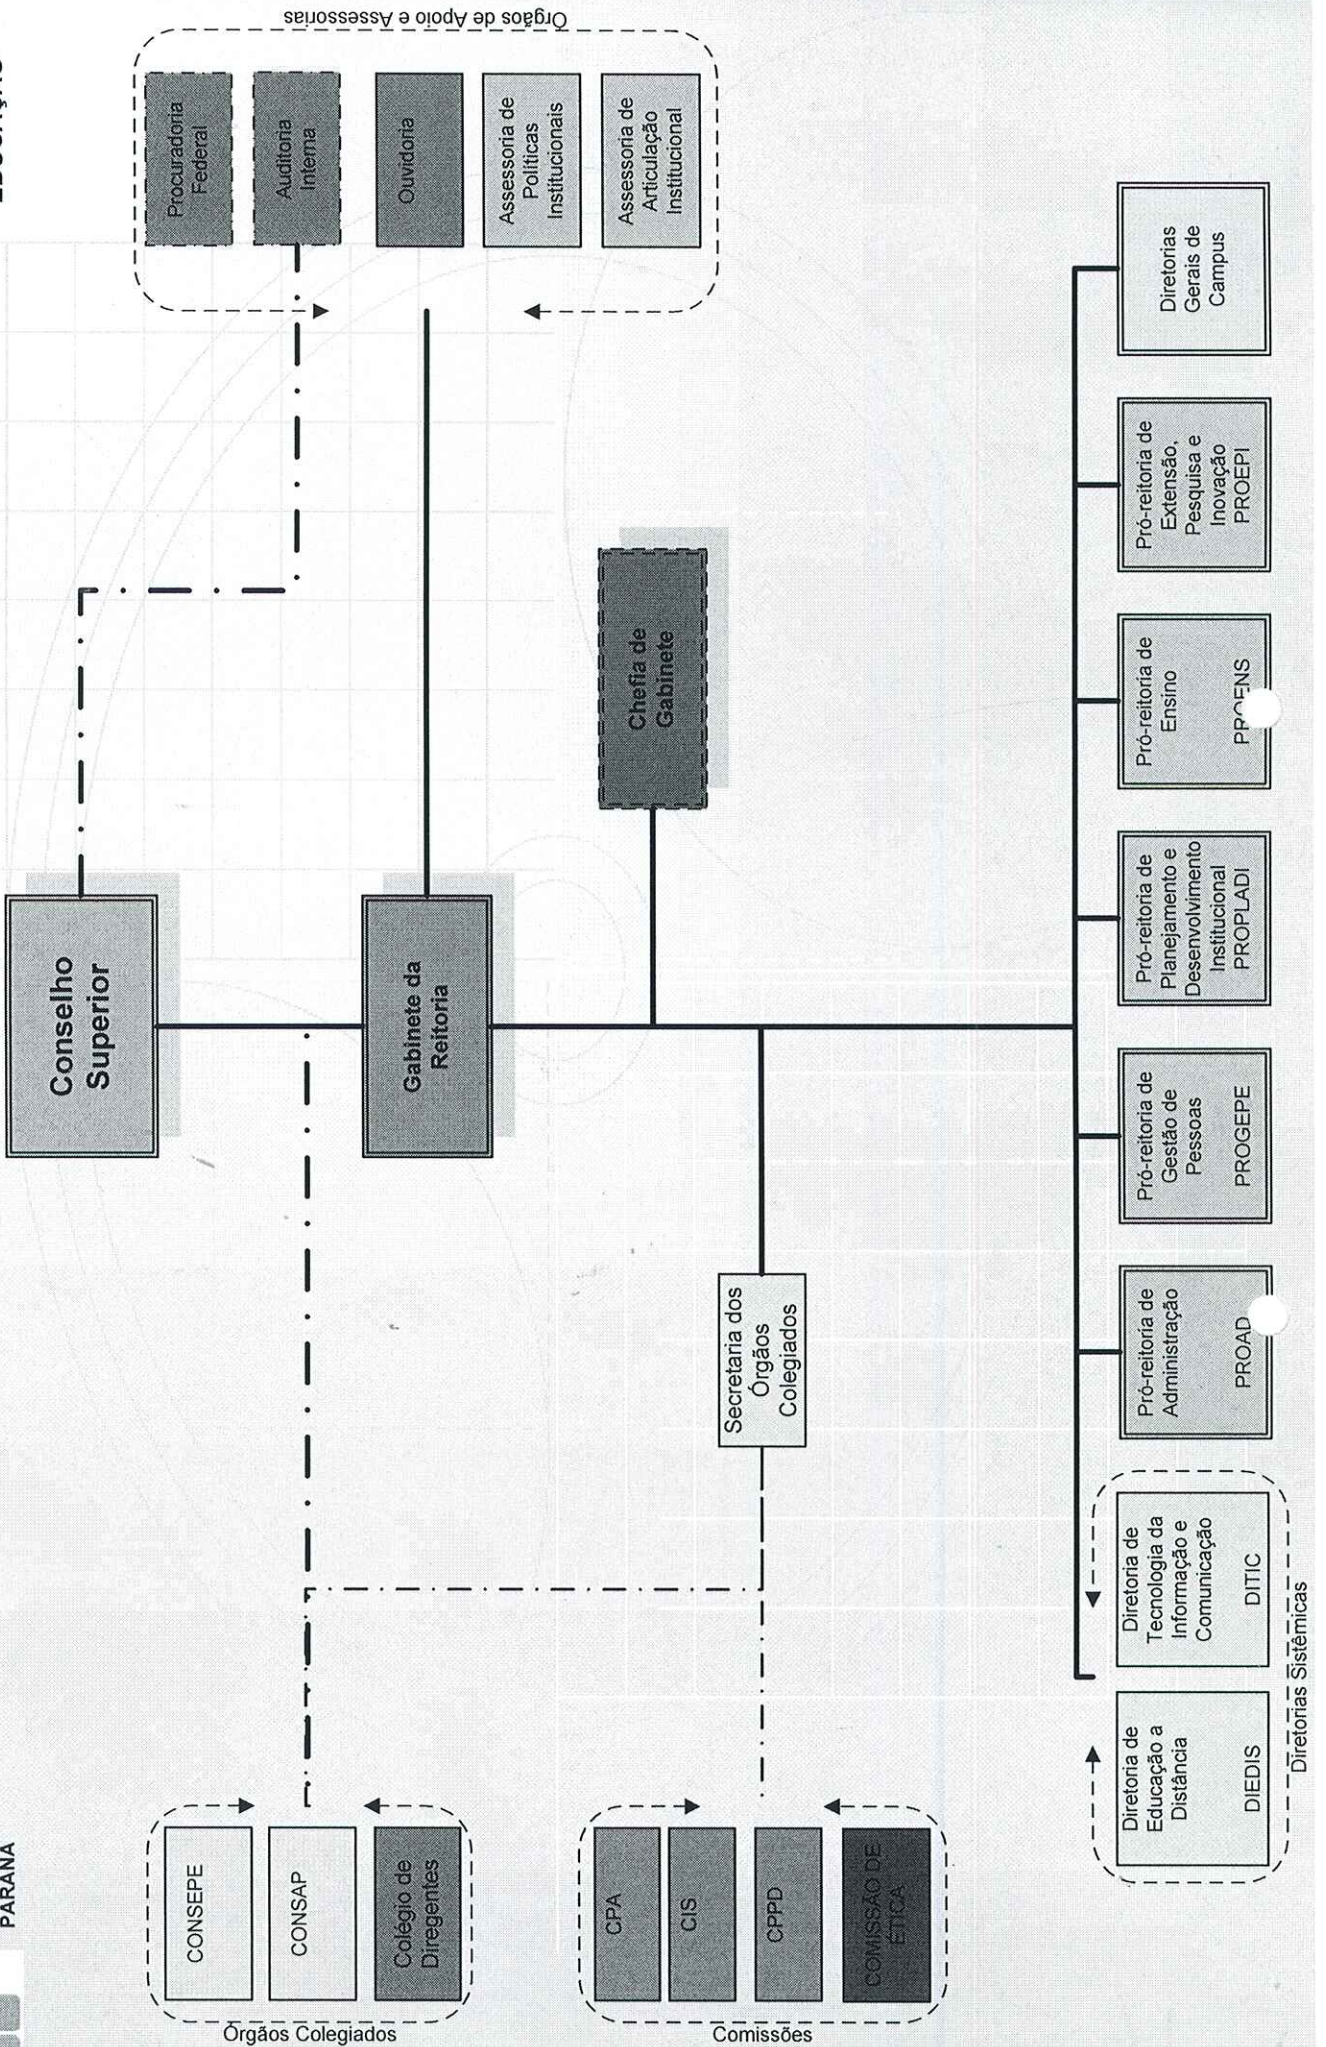 PARANÁ
Conselho
Superior
Órgãos de Apoio e Assessorias
Procuradoria
Federal
Auditoria
Interna
Ouvidoria
Assessoria de
Políticas
Institucionais
Assessoria de
Articulação
Institucional
Órgãos Colegiados
CONSEPE
CONSAP
Colégio de
Diregentes
Gabinete da
Reitoria
Chefia de
Gabinete
Comissões
CPA
CIS
CPPD
COMISSÃO DE
ÉTICA
Secretaria dos
Órgãos
Colegiados
Diretoria de
Educação a
Distância
DIEDIS
Diretoria de
Tecnologia da
Informação e
Comunicação
DITIC
Diretorias Sistêmicas
Pró-reitoria de
Administração
PROAD
Pró-reitoria de
Gestão de
Pessoas
PROGEPE
Pró-reitoria de
Planejamento e
Desenvolvimento
Institucional
PROPLADI
Pró-reitoria de
Ensino
PROENS
Pró-reitoria de
Extensão,
Pesquisa e
Inovação
PROEPI
Diretorias
Gerais de
Campus